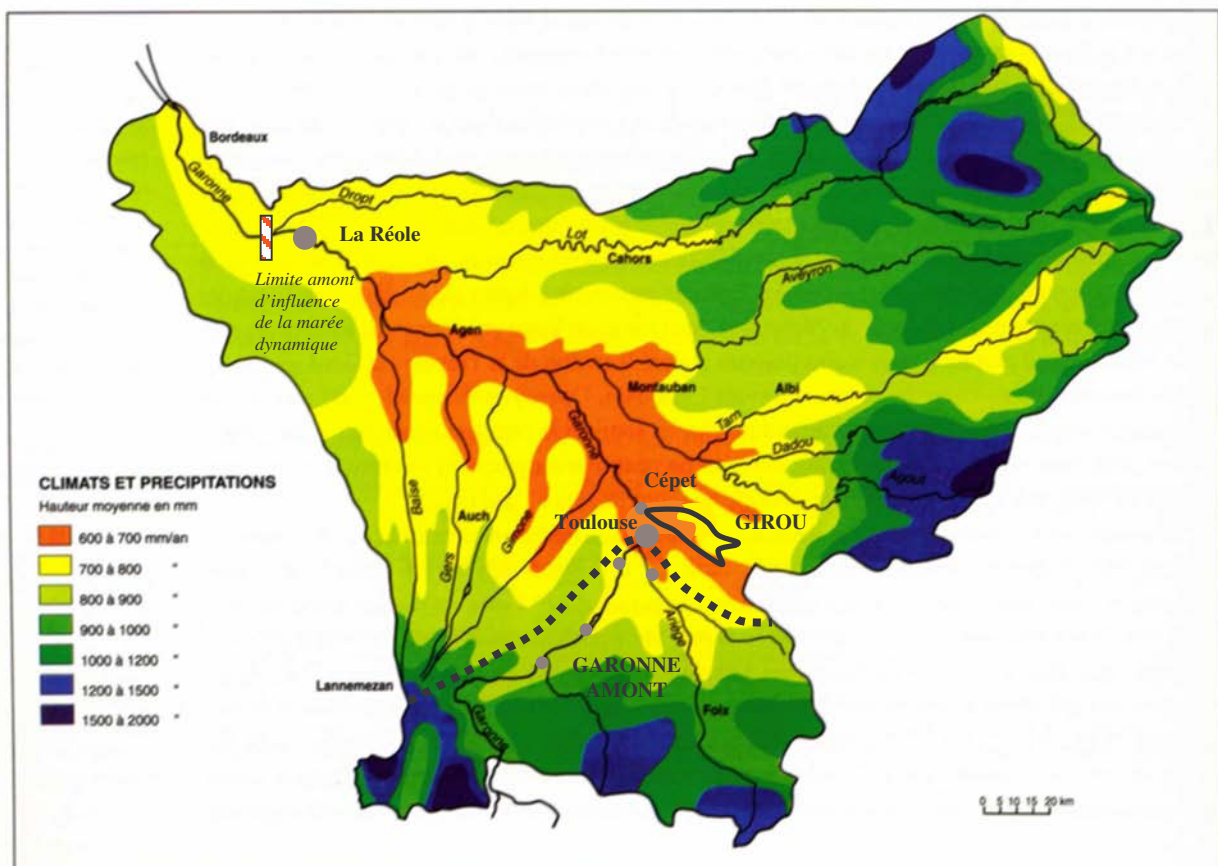 Bordeaux
Garonne
Dropt
La Réole
Limite amont
d'influence
de la marée
dynamique
Lot
Cahors
Aveyron
Agen
Montauban
Albi
Tarn
Garonne
Dadou
Agout
Cépet
Toulouse
GIROU
CLIMATS ET PRECIPITATIONS
Hauteur moyenne en mm
600 à 700 mm/an
700 à 800 "
800 à 900 "
900 à 1000 "
1000 à 1200 "
1200 à 1500 "
1500 à 2000 "
Baïse
Auch
Gers
Gimone
Ariège
GARONNE
AMONT
Lannemezan
Garonne
Foix
0 5 10 15 20 km